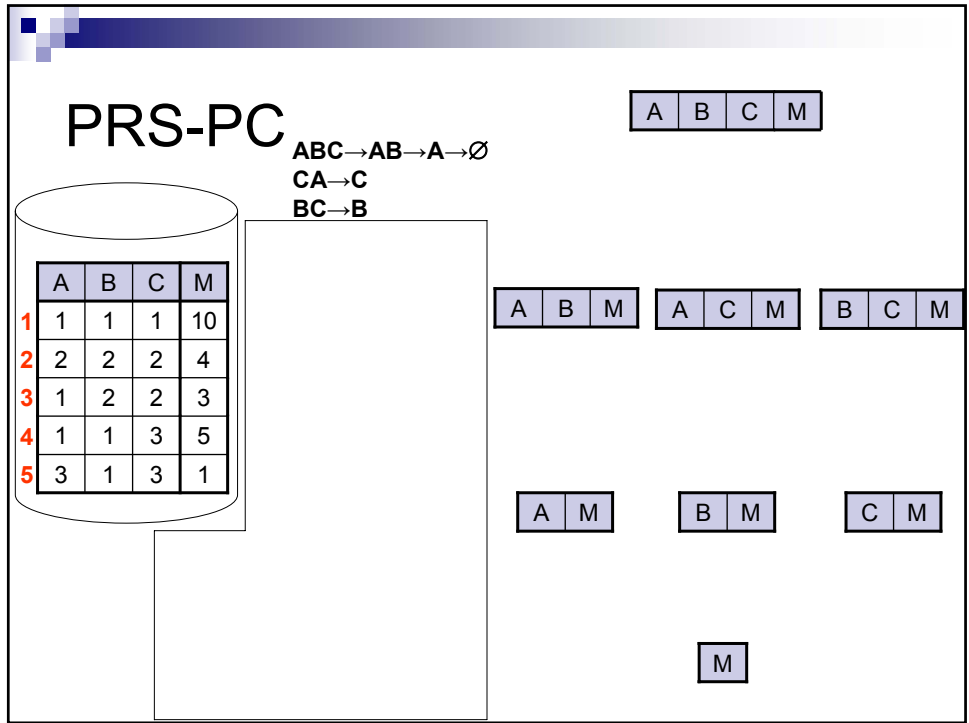 PRS-PC
ABC→AB→A→∅
CA→C
BC→B
A B C M
A B C M
1 1 1 1 10
2 2 2 2 4
3 1 2 2 3
4 1 1 3 5
5 3 1 3 1
A B M
A C M
B C M
A M
B M
C M
M